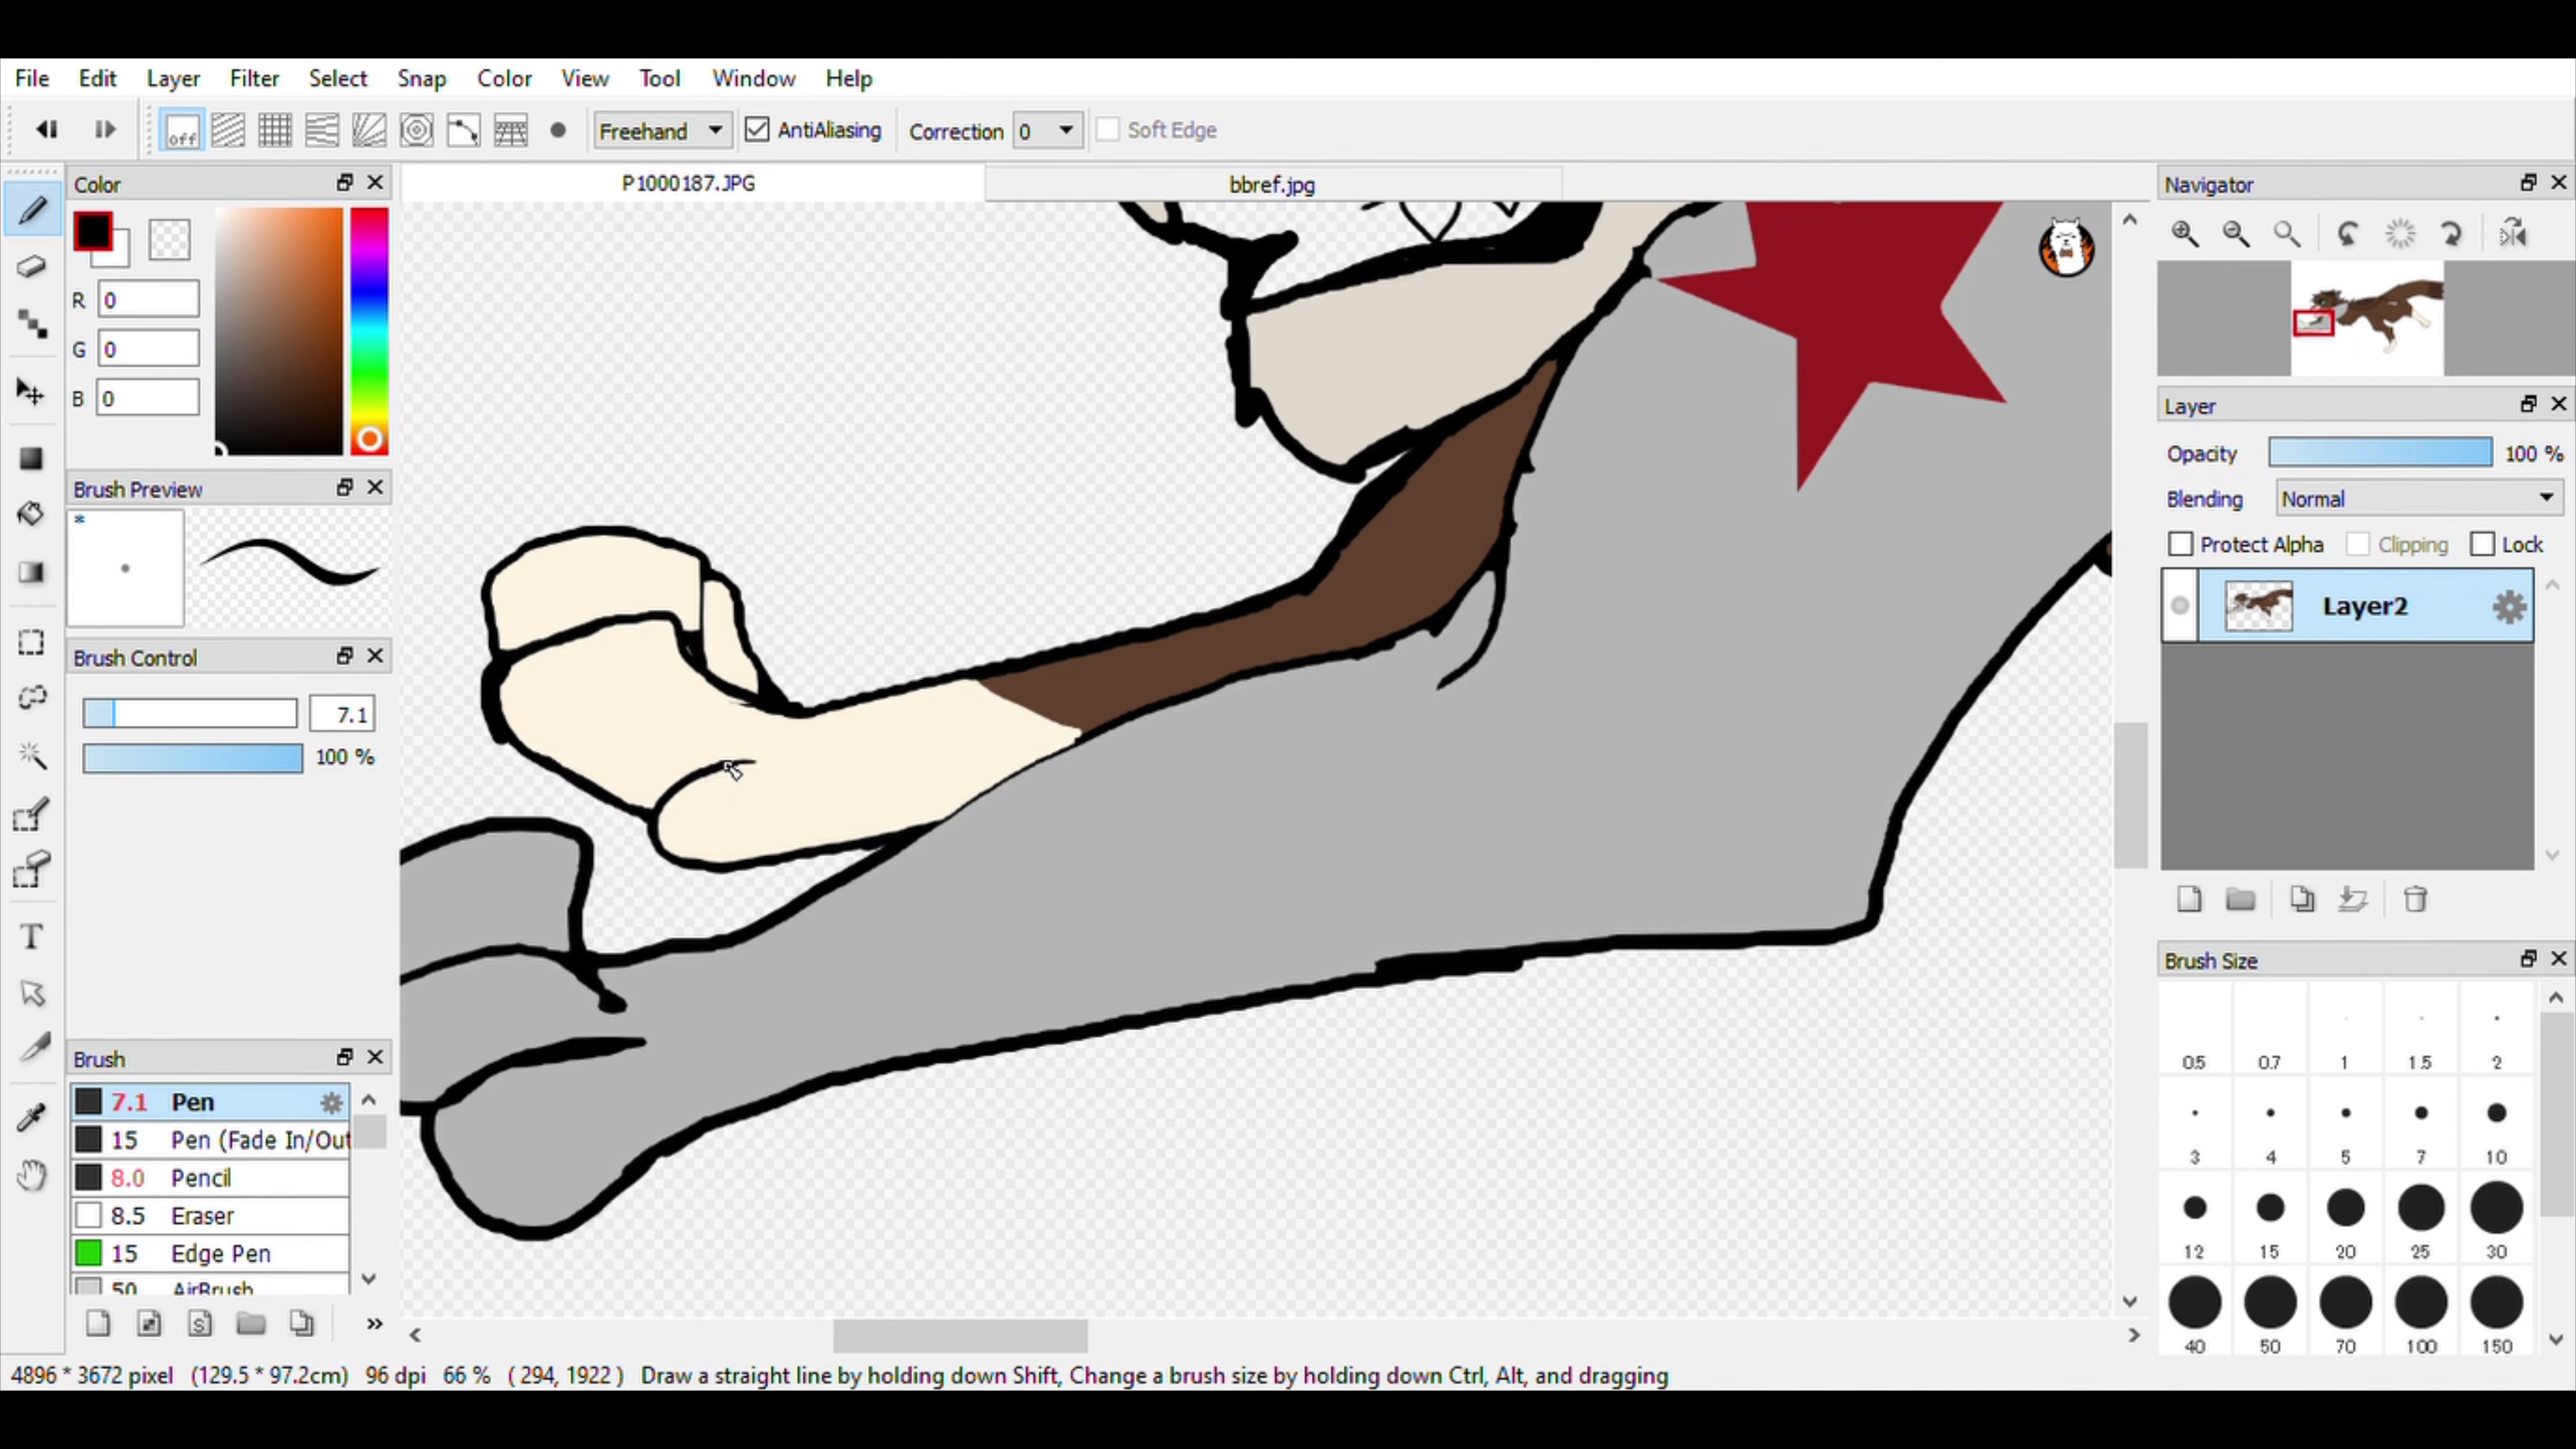 File Edit Layer Filter Select Snap Color View Tool Window Help
off Freehand AntiAliasing Correction 0 Soft Edge
Color P1000187.JPG bbref.jpg Navigator
R 0
G 0
B 0
Layer
Opacity 100 %
Brush Preview Blending Normal
*
Protect Alpha Clipping Lock
Layer2
Brush Control
7.1
100 %
T
Brush Size
0.5 0.7 1 1.5 2
Brush
7.1 Pen
15 Pen (Fade In/Out
3 4 5 7 10
8.0 Pencil
8.5 Eraser
15 Edge Pen
12 15 20 25 30
50 AirBrush
S »
40 50 70 100 150
4896 * 3672 pixel (129.5 * 97.2cm) 96 dpi 66 % ( 294, 1922 ) Draw a straight line by holding down Shift, Change a brush size by holding down Ctrl, Alt, and dragging